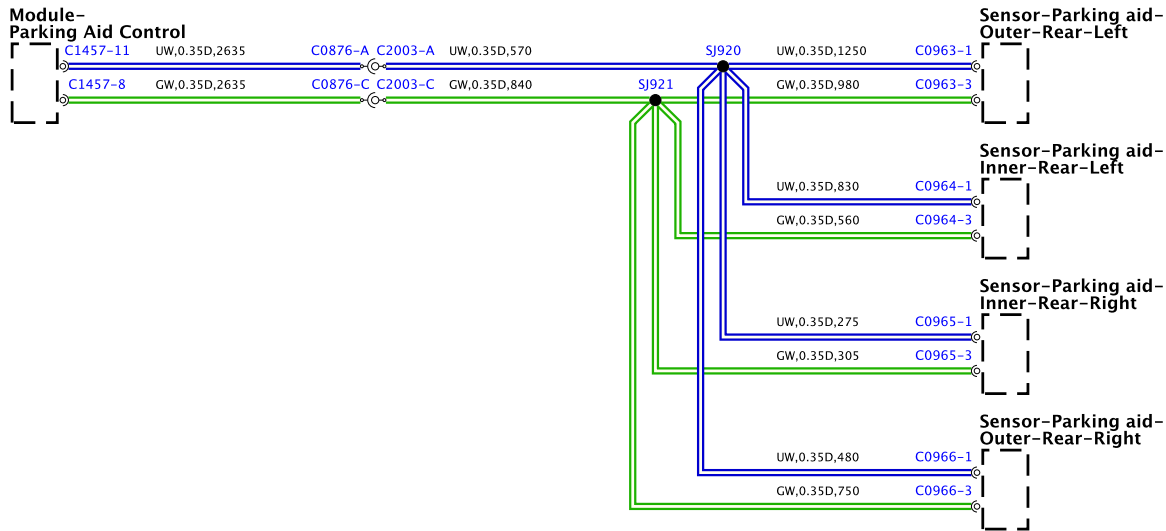 Module-
Parking Aid Control
Sensor-Parking aid-
Outer-Rear-Left
C1457-11 UW,0.35D,2635 C0876-A C2003-A UW,0.35D,570 SJ920 UW,0.35D,1250 C0963-1
C1457-8 GW,0.35D,2635 C0876-C C2003-C GW,0.35D,840 SJ921 GW,0.35D,980 C0963-3
Sensor-Parking aid-
Inner-Rear-Left
UW,0.35D,830 C0964-1
GW,0.35D,560 C0964-3
Sensor-Parking aid-
Inner-Rear-Right
UW,0.35D,275 C0965-1
GW,0.35D,305 C0965-3
Sensor-Parking aid-
Outer-Rear-Right
UW,0.35D,480 C0966-1
GW,0.35D,750 C0966-3